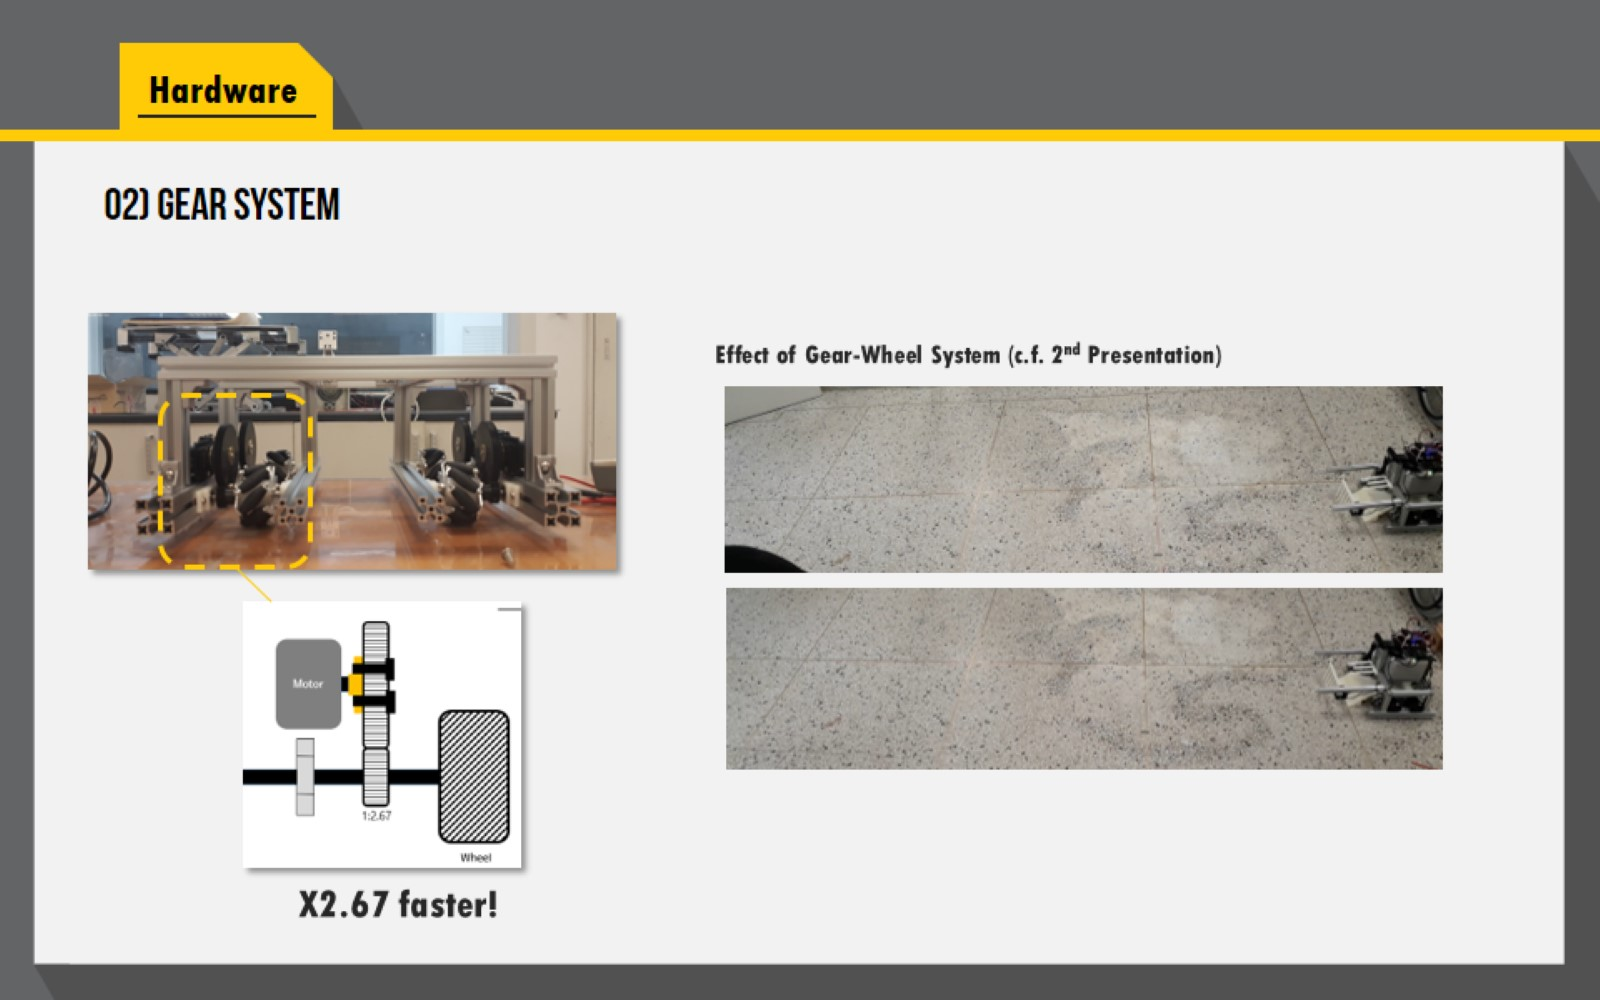 Hardware
02) GEAR SYSTEM
Effect of Gear-Wheel System (c.f. 2nd Presentation)
Motor
1:2.67
Wheel
X2.67 faster!